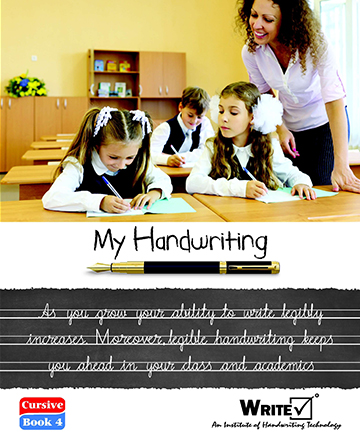 My Handwriting
As you grow your ability to write legibly
increases. Moreover, legible handwriting keeps
you ahead in your class and academics
Cursive
Book 4
WRITE
An Institute of Handwriting Technology